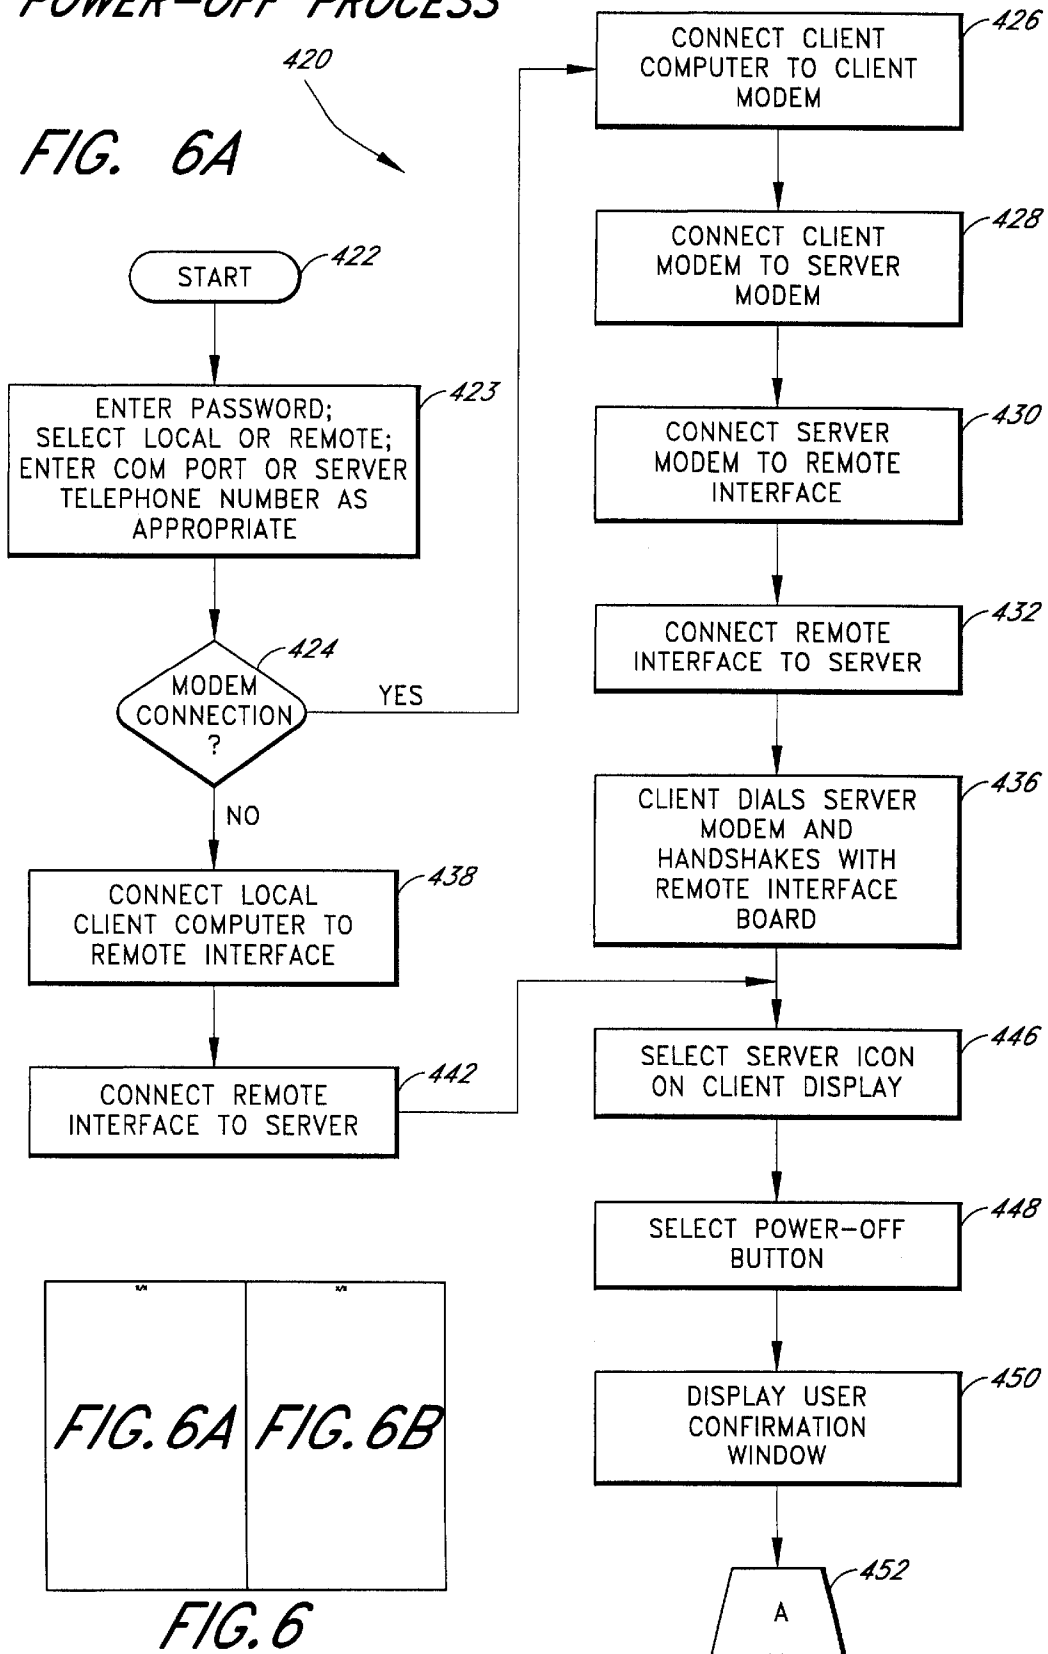 POWER-OFF PROCESS
420
FIG. 6A
START
422
ENTER PASSWORD;
SELECT LOCAL OR REMOTE;
ENTER COM PORT OR SERVER
TELEPHONE NUMBER AS
APPROPRIATE
423
MODEM
CONNECTION
?
424
YES
NO
CONNECT LOCAL
CLIENT COMPUTER TO
REMOTE INTERFACE
438
CONNECT REMOTE
INTERFACE TO SERVER
442
CONNECT CLIENT
COMPUTER TO CLIENT
MODEM
426
CONNECT CLIENT
MODEM TO SERVER
MODEM
428
CONNECT SERVER
MODEM TO REMOTE
INTERFACE
430
CONNECT REMOTE
INTERFACE TO SERVER
432
CLIENT DIALS SERVER
MODEM AND
HANDSHAKES WITH
REMOTE INTERFACE
BOARD
436
SELECT SERVER ICON
ON CLIENT DISPLAY
446
SELECT POWER-OFF
BUTTON
448
DISPLAY USER
CONFIRMATION
WINDOW
450
A
452
FIG. 6A
FIG. 6B
FIG. 6